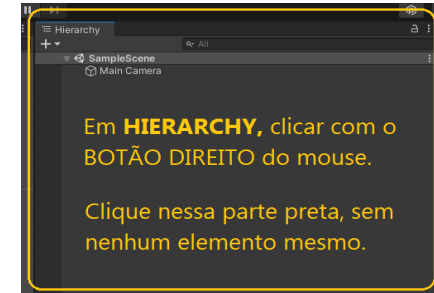 Hierarchy
All
SampleScene
Main Camera
Em HIERARCHY, clicar com o
BOTÃO DIREITO do mouse.
Clique nessa parte preta, sem
nenhum elemento mesmo.